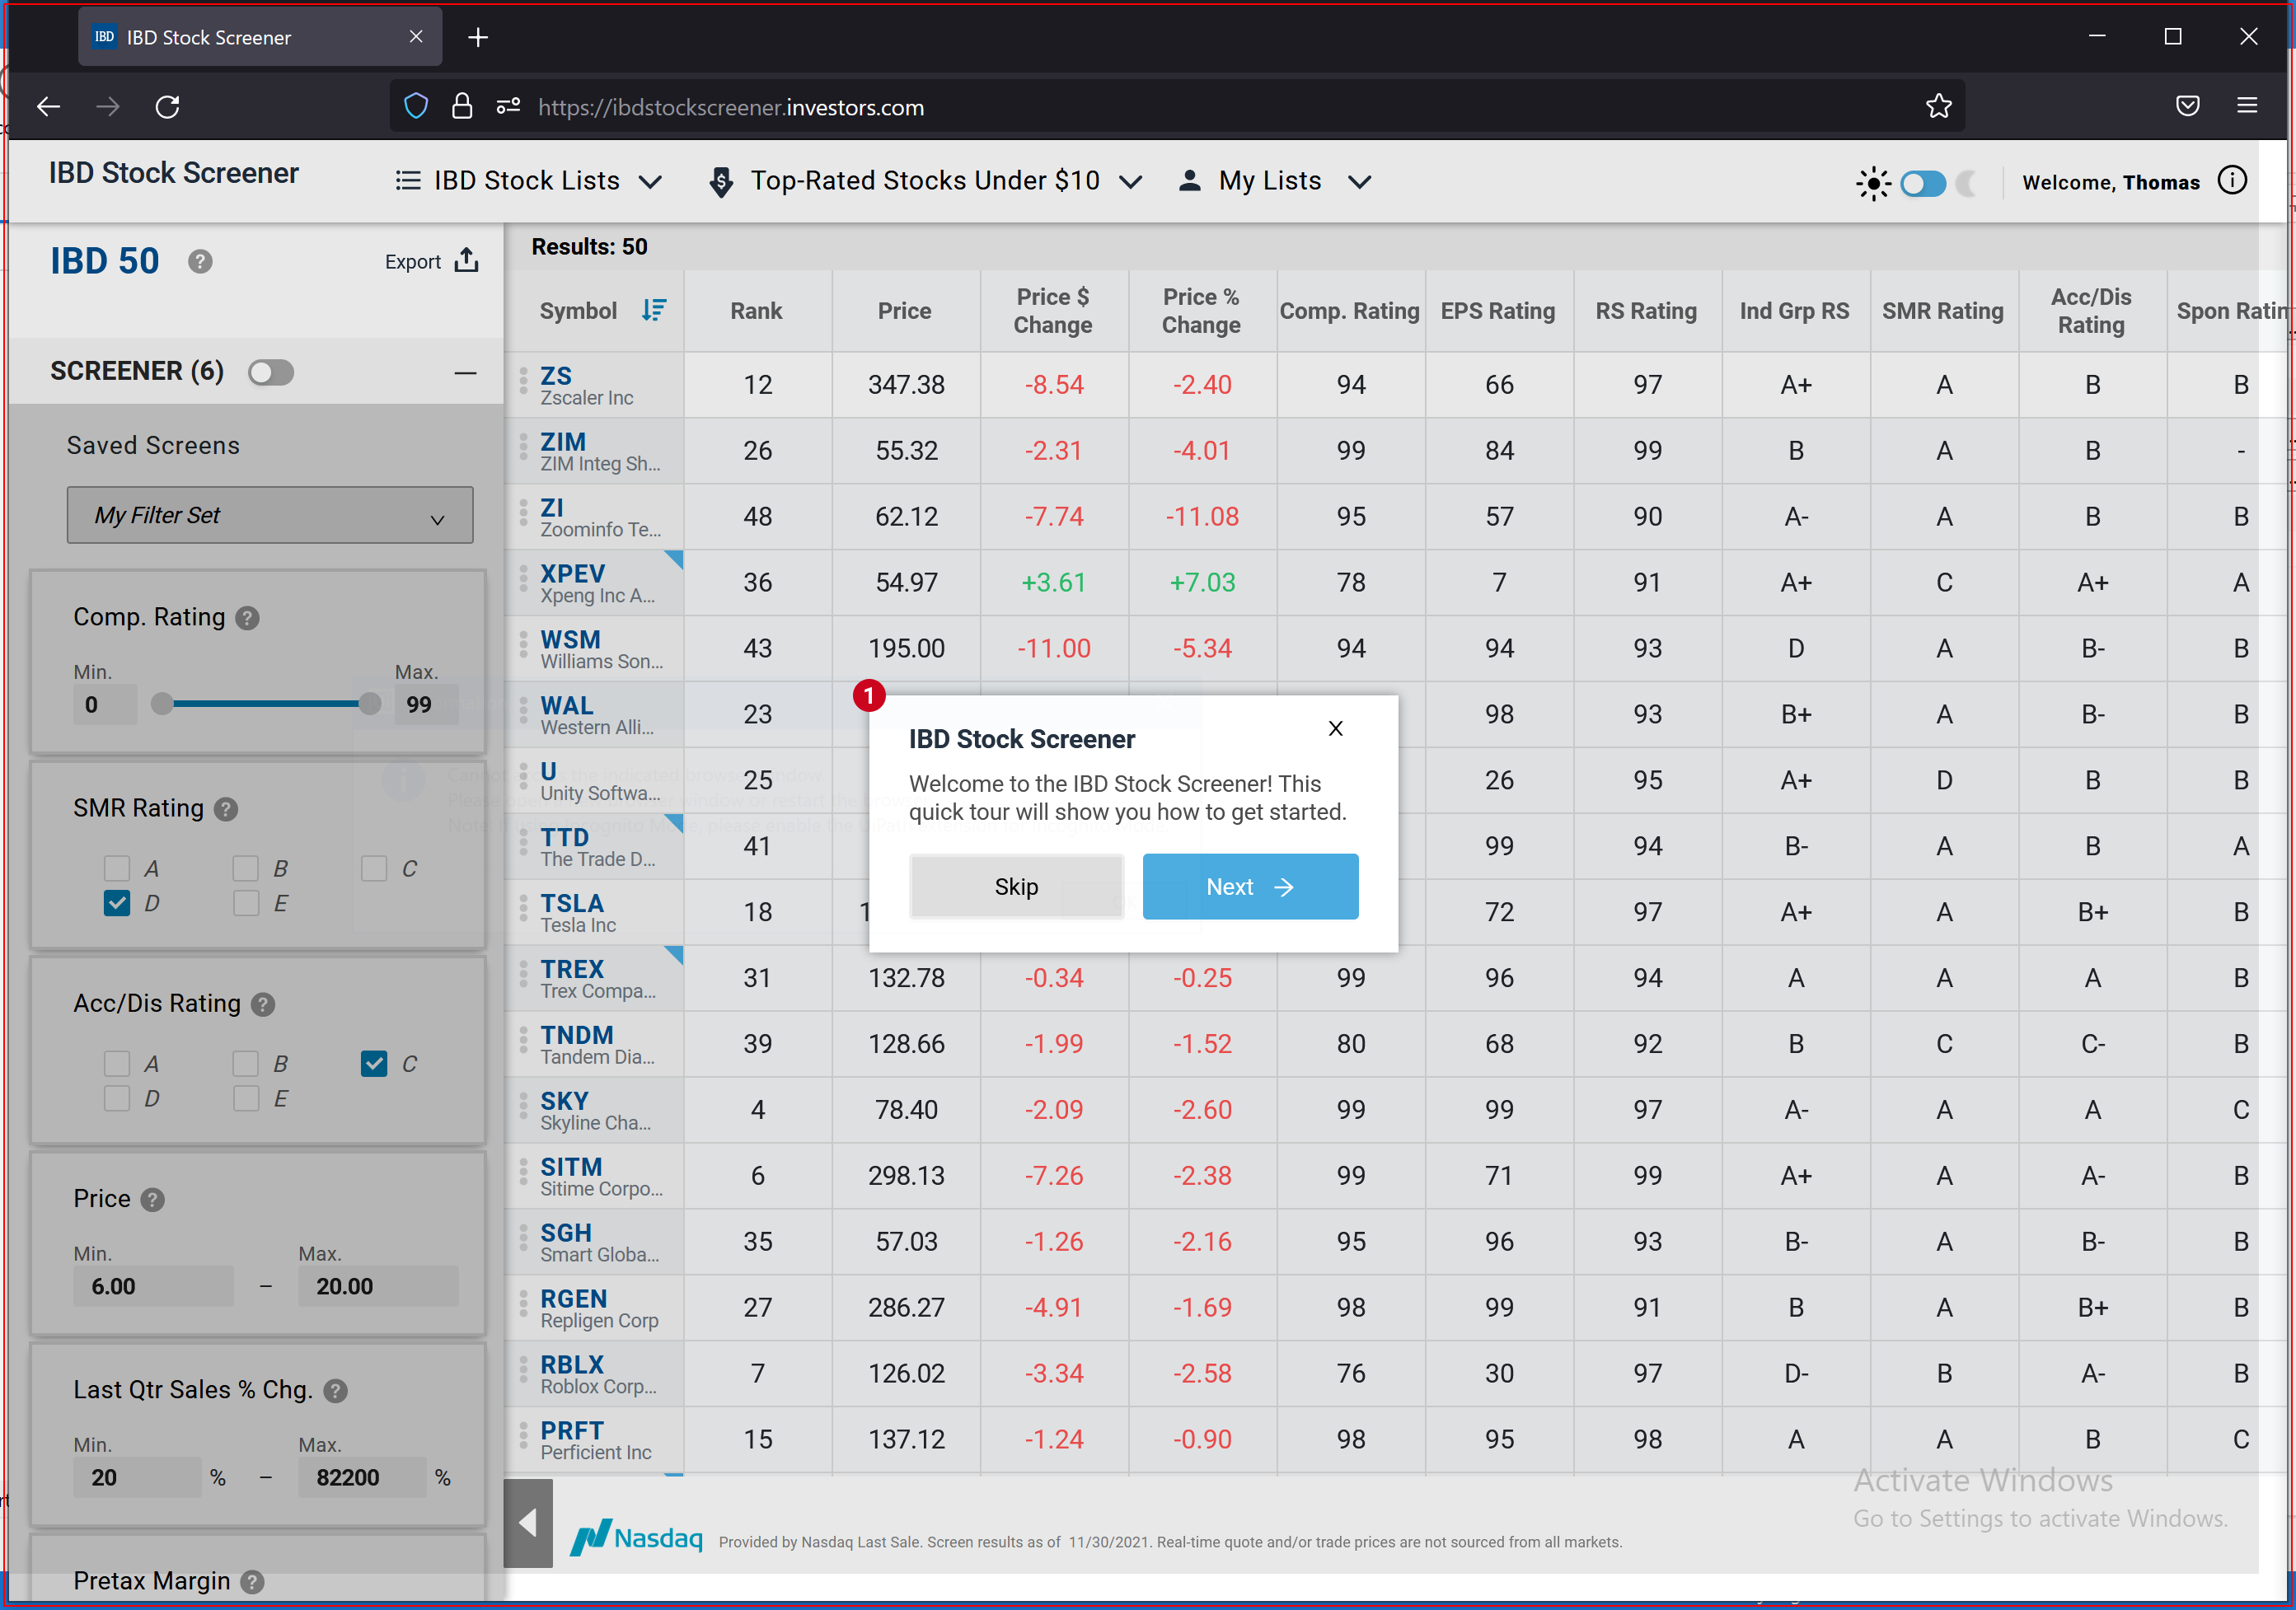 IBD IBD Stock Screener
https://ibdstockscreener.investors.com
IBD Stock Screener
IBD Stock Lists
Top-Rated Stocks Under $10
My Lists
Welcome, Thomas
IBD 50
Export
SCREENER (6)
Saved Screens
My Filter Set
Comp. Rating
Min. Max.
0 99
SMR Rating
A B C
D E
Acc/Dis Rating
A B C
D E
Price
Min. Max.
6.00 – 20.00
Last Qtr Sales % Chg.
Min. Max.
20 % – 82200 %
Pretax Margin
Results: 50
Symbol Rank Price Price $ Change Price % Change Comp. Rating EPS Rating RS Rating Ind Grp RS SMR Rating Acc/Dis Rating Spon Ratin
ZS 12 347.38 -8.54 -2.40 94 66 97 A+ A B B
Zscaler Inc
ZIM 26 55.32 -2.31 -4.01 99 84 99 B A B -
ZIM Integ Sh...
ZI 48 62.12 -7.74 -11.08 95 57 90 A- A B B
Zoominfo Te...
XPEV 36 54.97 +3.61 +7.03 78 7 91 A+ C A+ A
Xpeng Inc A...
WSM 43 195.00 -11.00 -5.34 94 94 93 D A B- B
Williams Son...
WAL 23 98 93 B+ A B- B
Western Alli...
U 25 26 95 A+ D B B
Unity Softwa...
TTD 41 99 94 B- A B A
The Trade D...
TSLA 18 1 72 97 A+ A B+ B
Tesla Inc
TREX 31 132.78 -0.34 -0.25 99 96 94 A A A B
Trex Compa...
TNDM 39 128.66 -1.99 -1.52 80 68 92 B C C- B
Tandem Dia...
SKY 4 78.40 -2.09 -2.60 99 99 97 A- A A C
Skyline Cha...
SITM 6 298.13 -7.26 -2.38 99 71 99 A+ A A- B
Sitime Corpo...
SGH 35 57.03 -1.26 -2.16 95 96 93 B- A B- B
Smart Globa...
RGEN 27 286.27 -4.91 -1.69 98 99 91 B A B+ B
Repligen Corp
RBLX 7 126.02 -3.34 -2.58 76 30 97 D- B A- B
Roblox Corp...
PRFT 15 137.12 -1.24 -0.90 98 95 98 A A B C
Perficient Inc
1
IBD Stock Screener
X
Welcome to the IBD Stock Screener! This
quick tour will show you how to get started.
Skip
Next
Nasdaq Provided by Nasdaq Last Sale. Screen results as of 11/30/2021. Real-time quote and/or trade prices are not sourced from all markets.
Activate Windows
Go to Settings to activate Windows.